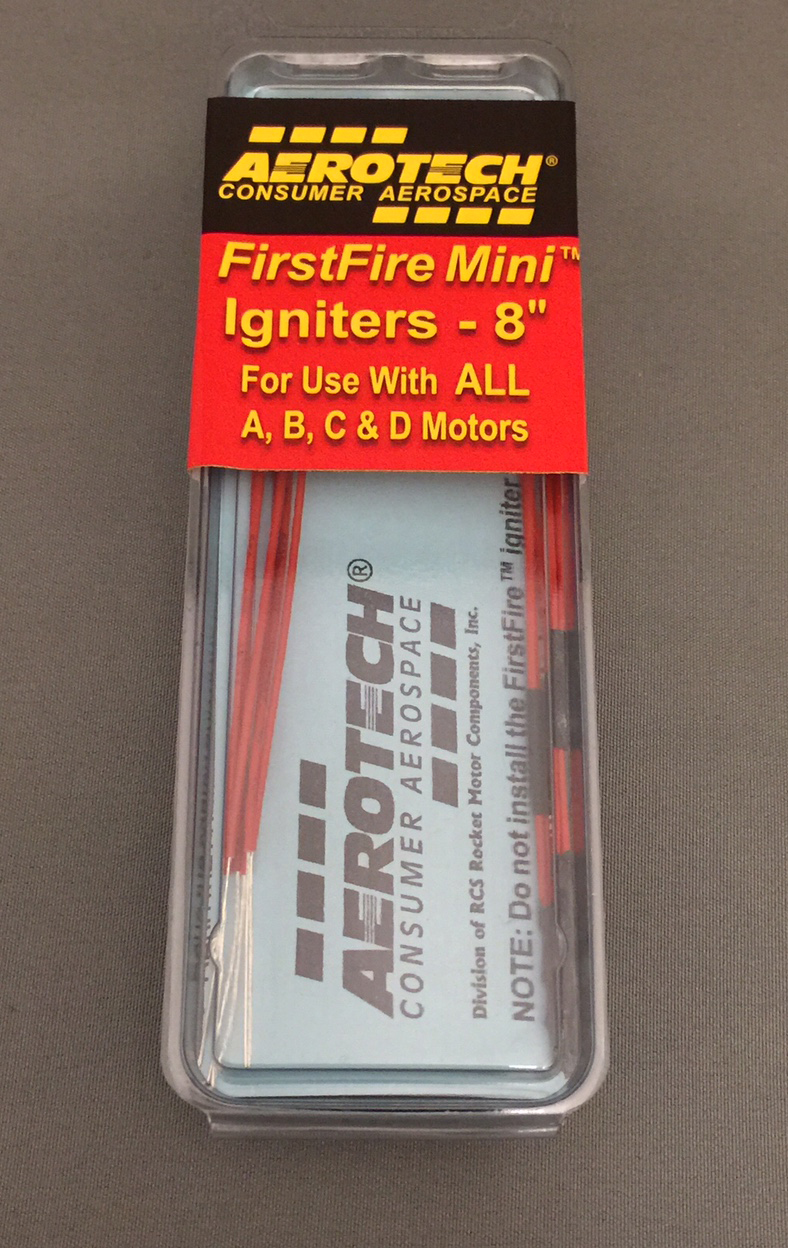 AEROTECH®
CONSUMER AEROSPACE
FirstFire Mini™
Igniters - 8"
For Use With ALL
A, B, C & D Motors
AEROTECH®
CONSUMER AEROSPACE
Division of RCS Rocket Motor Components, Inc.
NOTE: Do not install the FirstFire™ igniter